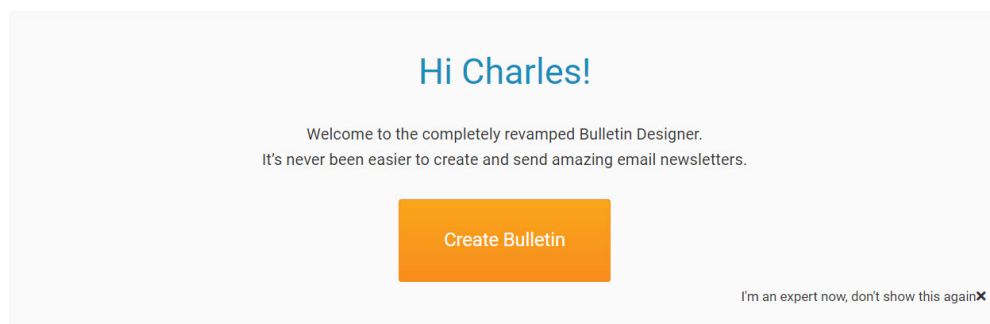 Hi Charles!
Welcome to the completely revamped Bulletin Designer.
It's never been easier to create and send amazing email newsletters.
Create Bulletin
I'm an expert now, don't show this again✖